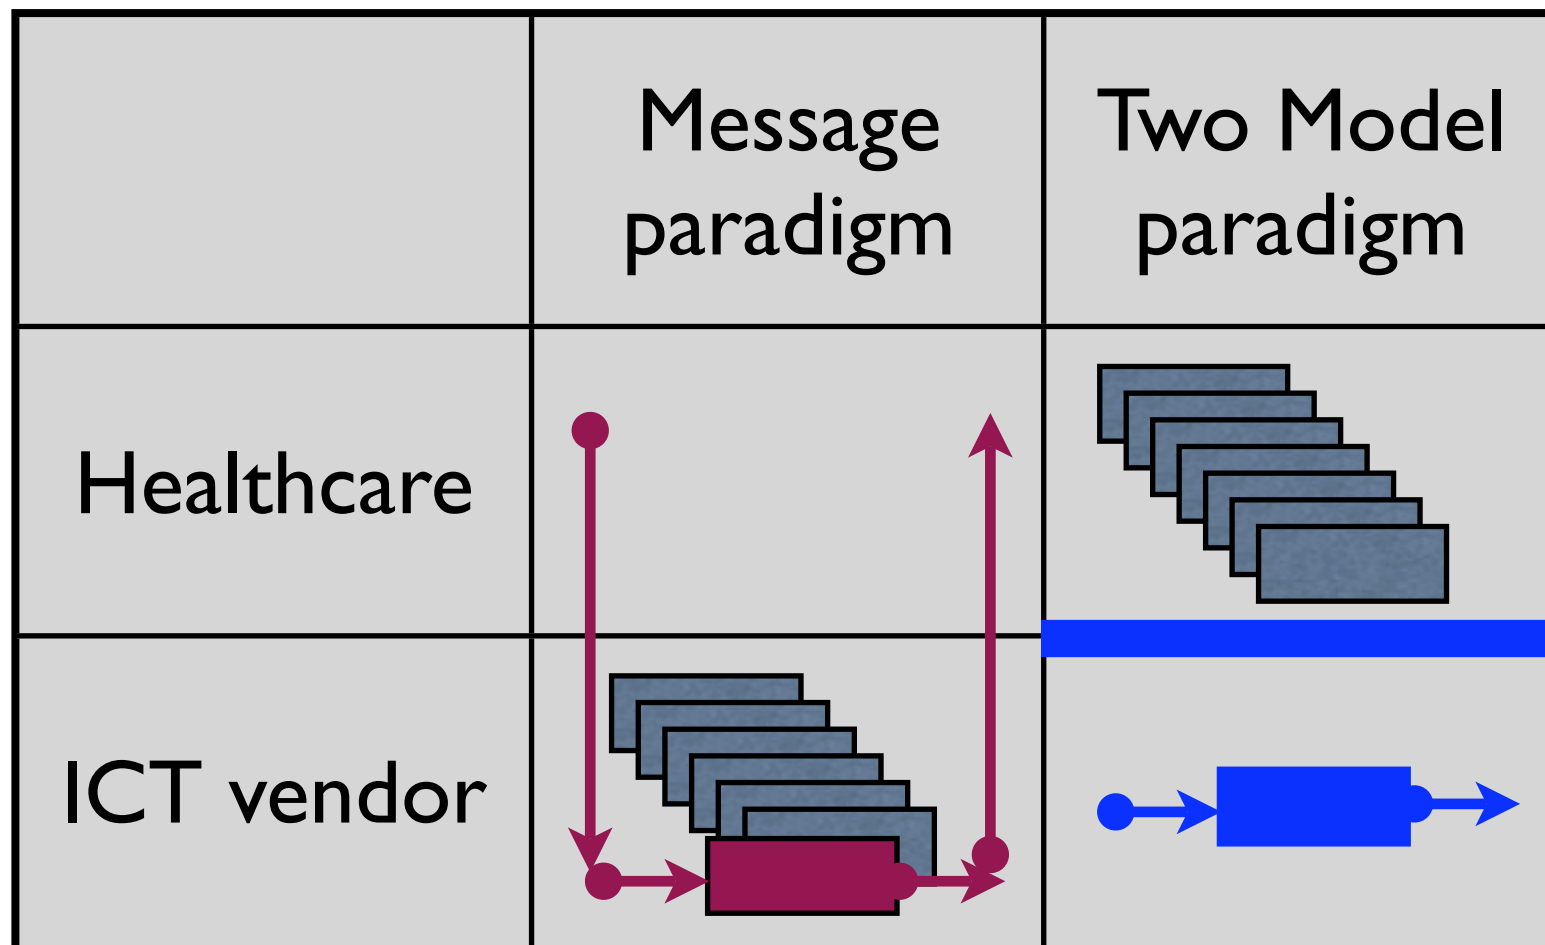 Message
paradigm
Two Model
paradigm
Healthcare
ICT vendor